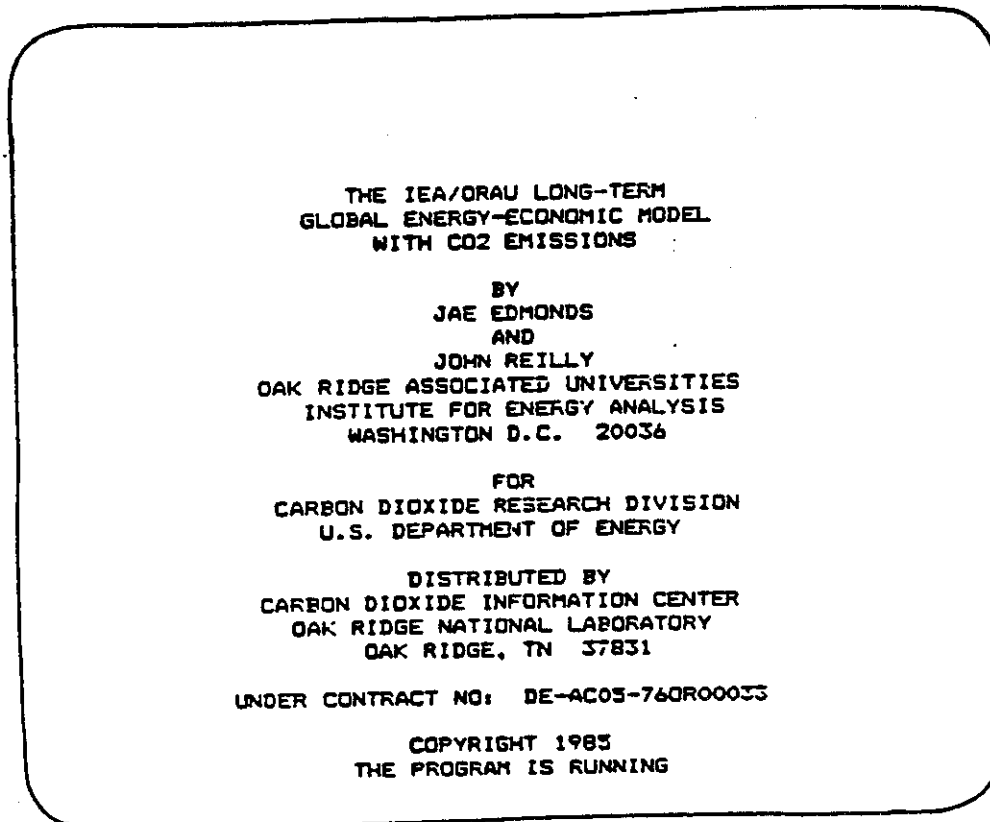 THE IEA/ORAU LONG-TERM
GLOBAL ENERGY-ECONOMIC MODEL
WITH CO2 EMISSIONS
BY
JAE EDMONDS
AND
JOHN REILLY
OAK RIDGE ASSOCIATED UNIVERSITIES
INSTITUTE FOR ENERGY ANALYSIS
WASHINGTON D.C. 20036
FOR
CARBON DIOXIDE RESEARCH DIVISION
U.S. DEPARTMENT OF ENERGY
DISTRIBUTED BY
CARBON DIOXIDE INFORMATION CENTER
OAK RIDGE NATIONAL LABORATORY
OAK RIDGE, TN 37831
UNDER CONTRACT NO: DE-AC05-76OR00033
COPYRIGHT 1985
THE PROGRAM IS RUNNING